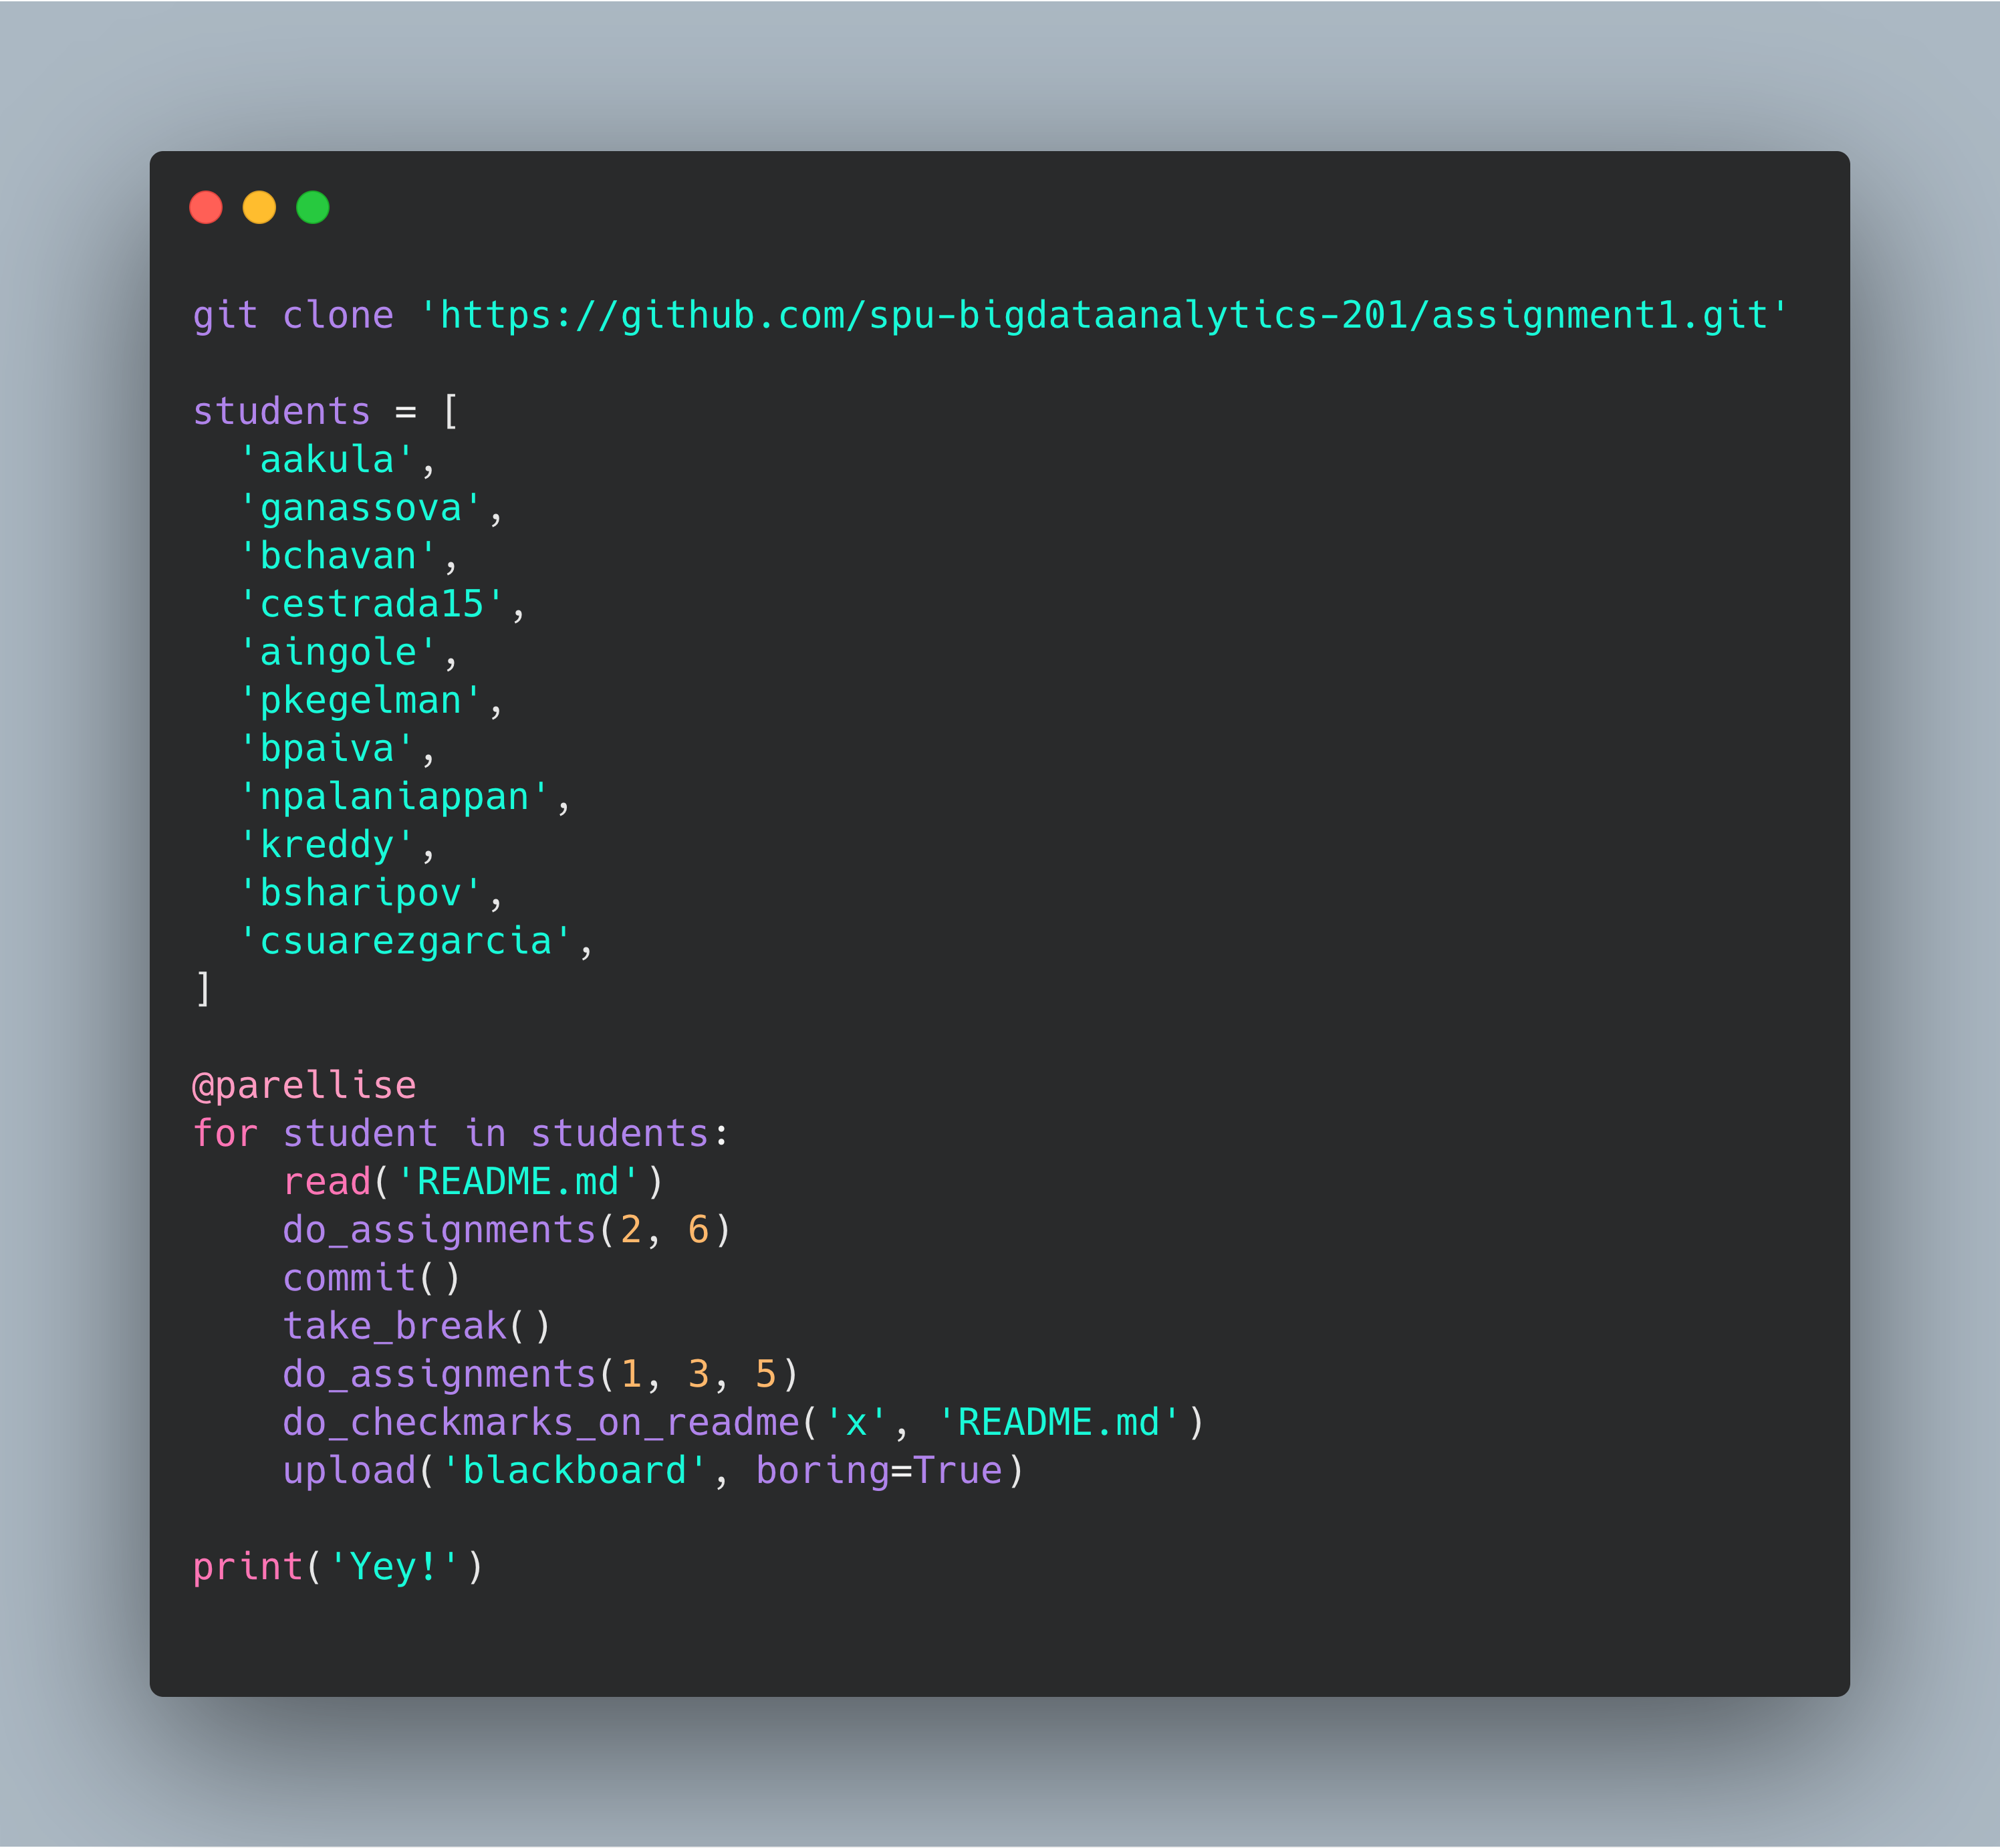 git clone 'https://github.com/spu-bigdataanalytics-201/assignment1.git'

students = [
  'aakula',
  'ganassova',
  'bchavan',
  'cestrada15',
  'aingole',
  'pkegelman',
  'bpaiva',
  'npalaniappan',
  'kreddy',
  'bsharipov',
  'csuarezgarcia',
]

@parellise
for student in students:
    read('README.md')
    do_assignments(2, 6)
    commit()
    take_break()
    do_assignments(1, 3, 5)
    do_checkmarks_on_readme('x', 'README.md')
    upload('blackboard', boring=True)

print('Yey!')